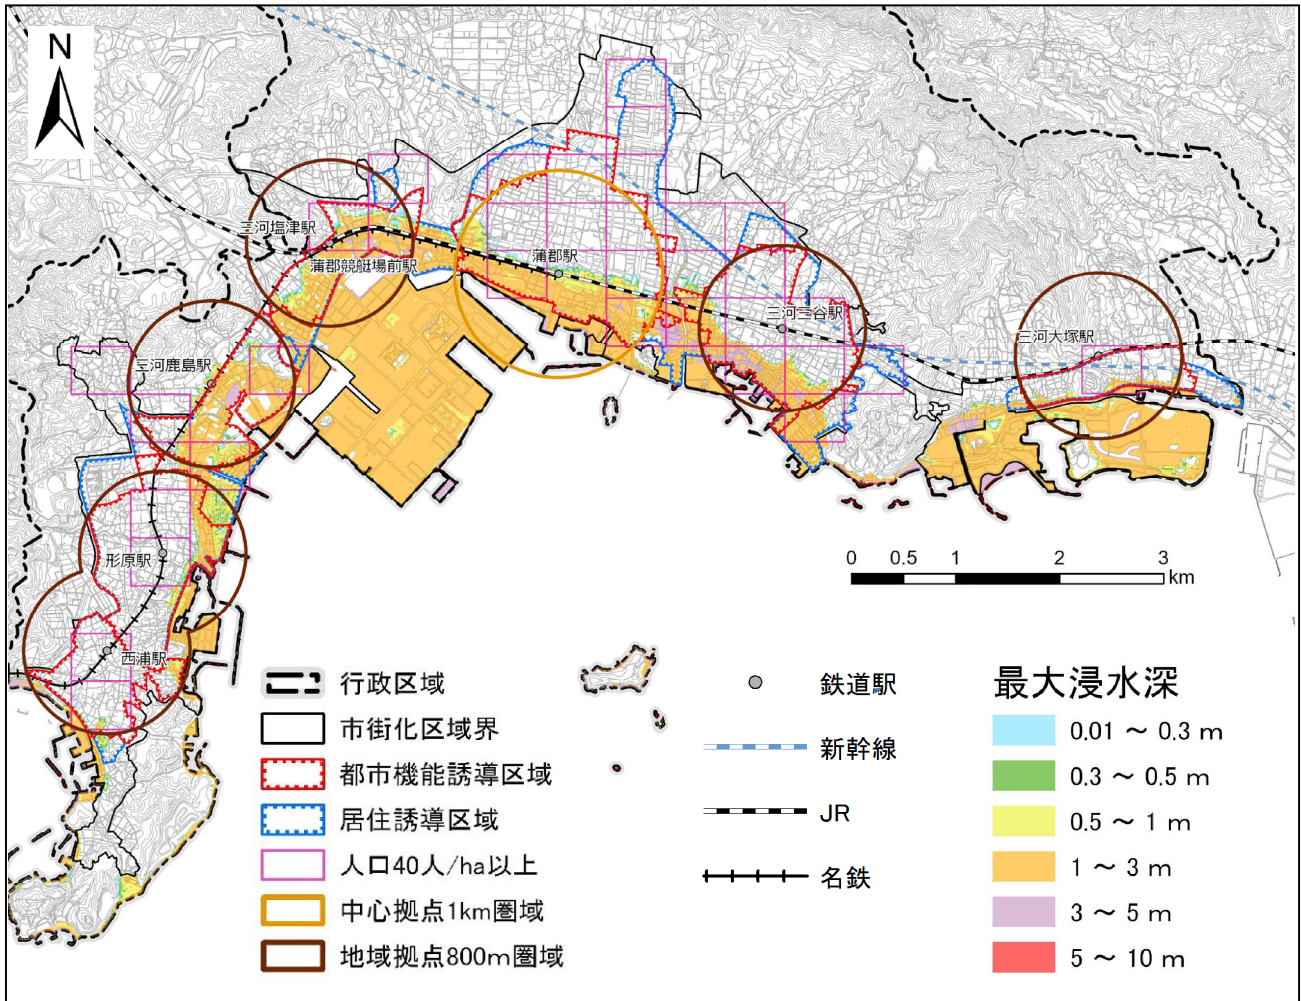 N
三河塩津駅
蒲郡競艇場前駅
蒲郡駅
三河三谷駅
三河大塚駅
三河鹿島駅
形原駅
西浦駅
0 0.5 1 2 3 km
行政区域
市街化区域界
都市機能誘導区域
居住誘導区域
人口40人/ha以上
中心拠点1km圏域
地域拠点800m圏域
鉄道駅
新幹線
JR
名鉄
最大浸水深
0.01 ～ 0.3 m
0.3 ～ 0.5 m
0.5 ～ 1 m
1 ～ 3 m
3 ～ 5 m
5 ～ 10 m